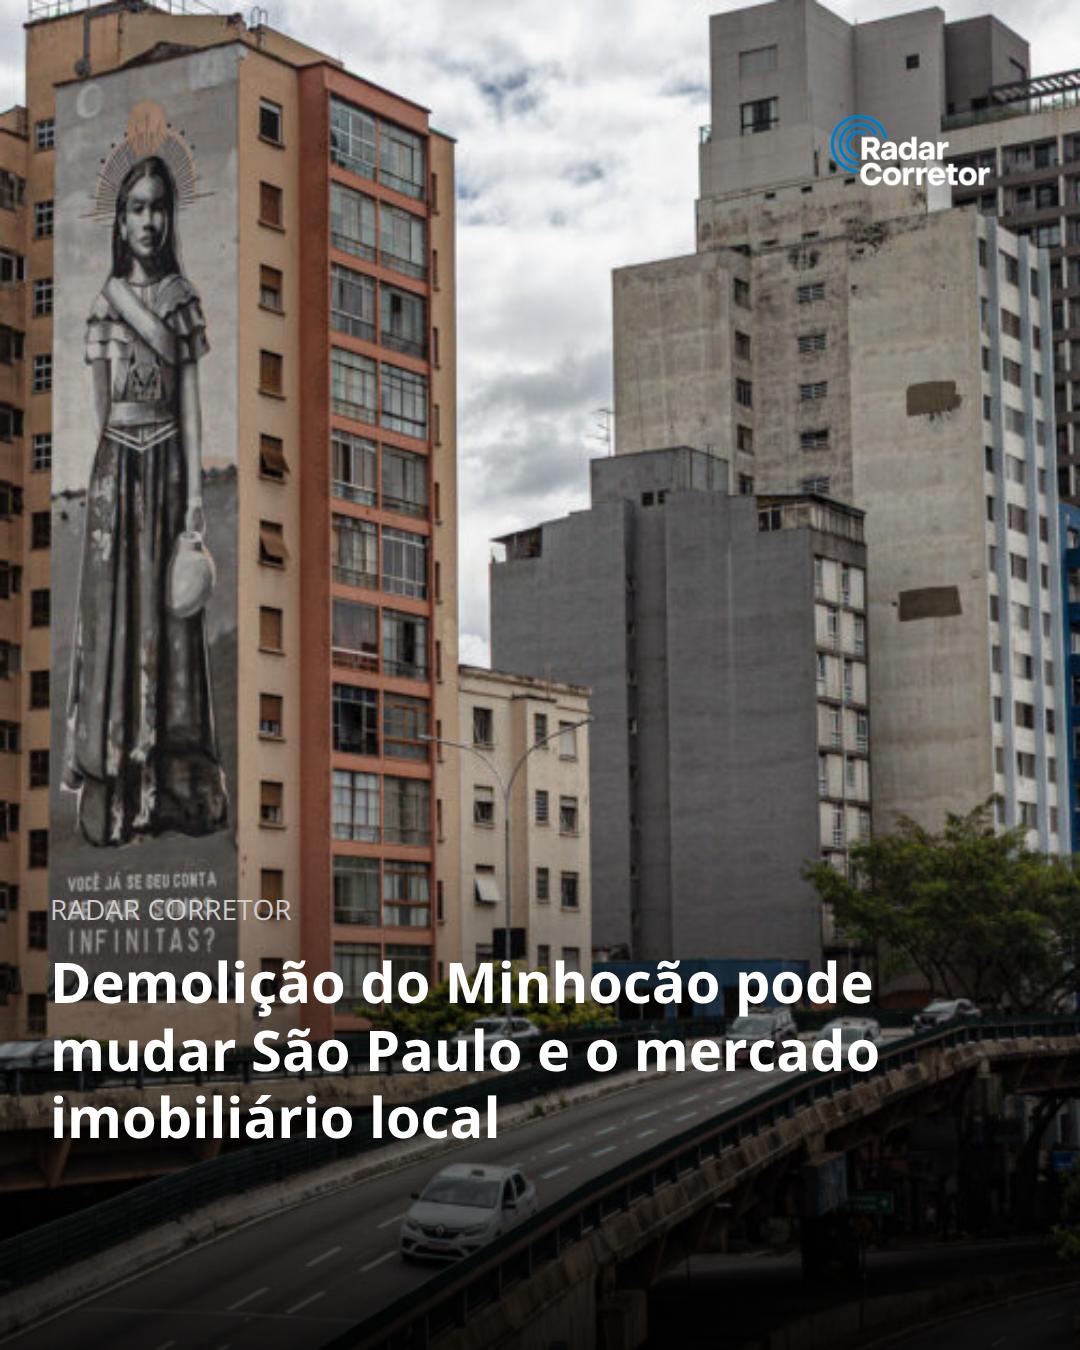 Radar
Corretor
VOCÊ JÁ SE DEU CONTA
RADAR CORRETOR
INFINITAS?
Demolição do Minhocão pode
mudar São Paulo e o mercado
imobiliário local